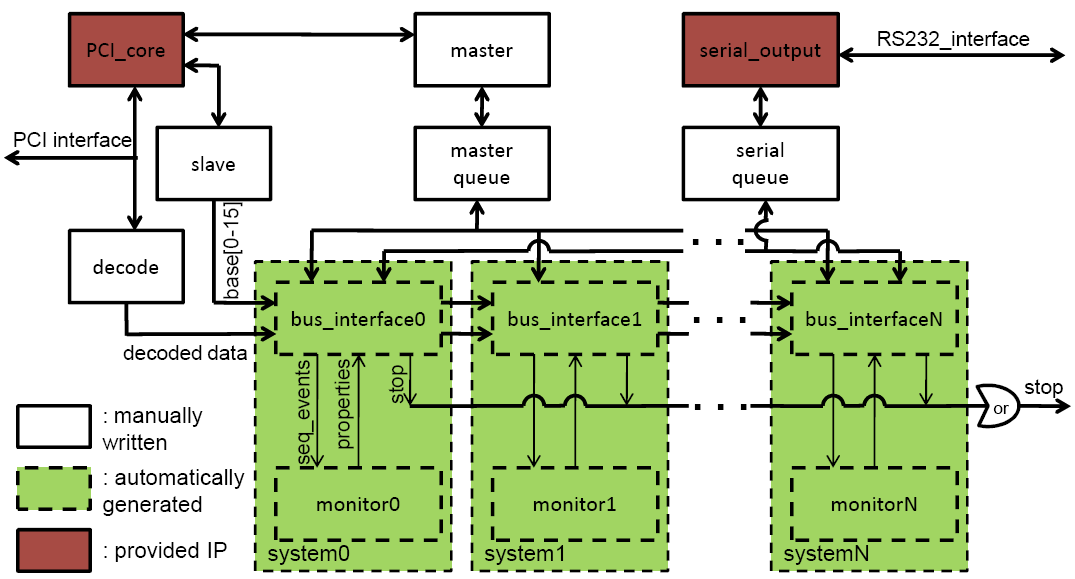 PCI_core
master
serial_output
RS232_interface
PCI interface
slave
master
queue
serial
queue
base[0-15]
decode
. . .
bus_interface0
bus_interface1
. . .
bus_interfaceN
decoded data
seq_events
properties
stop
. . .
or
stop
: manually
written
: automatically
generated
: provided IP
monitor0
monitor1
monitorN
system0
system1
systemN